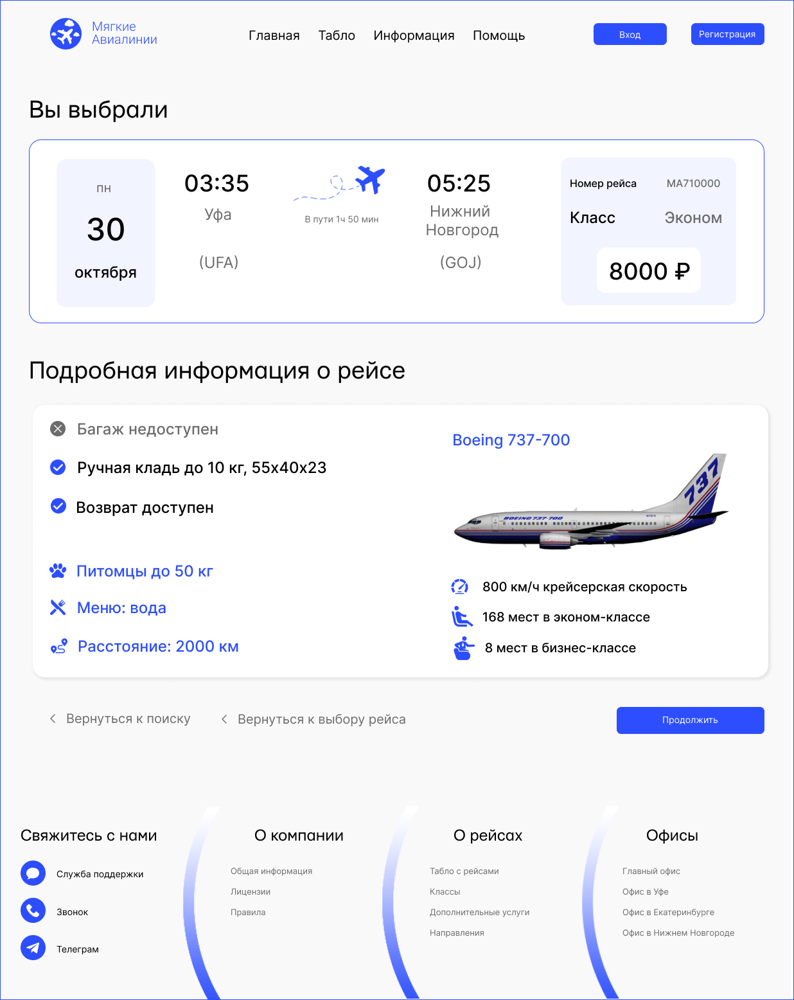 Мягкие
Авиалинии
Главная Табло Информация Помощь
Вход
Регистрация
Вы выбрали
пн
30
октября
03:35
Уфа
(UFA)
В пути 1ч 50 мин
05:25
Нижний
Новгород
(GOJ)
Номер рейса МА710000
Класс Эконом
8000 ₽
Подробная информация о рейсе
Багаж недоступен
Ручная кладь до 10 кг, 55x40x23
Возврат доступен
Питомцы до 50 кг
Меню: вода
Расстояние: 2000 км
Boeing 737-700
737
BOEING 737-700
800 км/ч крейсерская скорость
168 мест в эконом-классе
8 мест в бизнес-классе
Вернуться к поиску
Вернуться к выбору рейса
Продолжить
Свяжитесь с нами
Служба поддержки
Звонок
Телеграм
О компании
Общая информация
Лицензии
Правила
О рейсах
Табло с рейсами
Классы
Дополнительные услуги
Направления
Офисы
Главный офис
Офис в Уфе
Офис в Екатеринбурге
Офис в Нижнем Новгороде